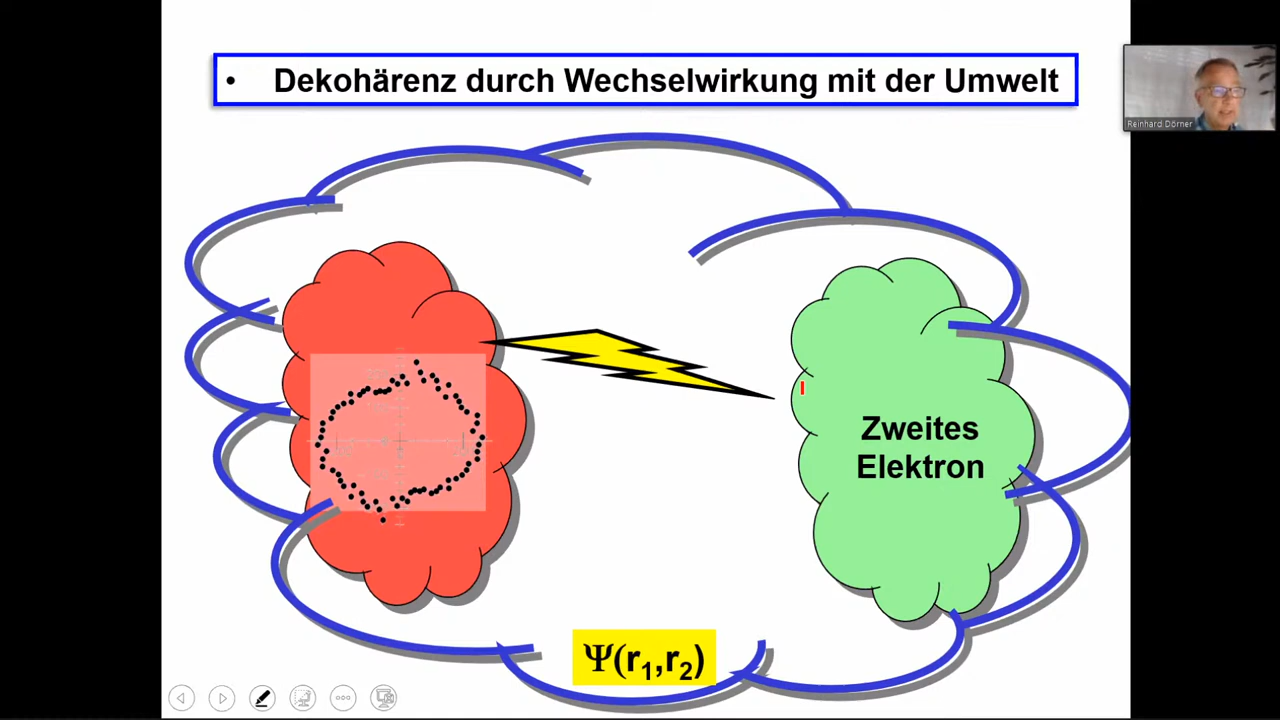 • Dekohärenz durch Wechselwirkung mit der Umwelt
Reinhard Dörner
Zweites
Elektron
Ψ(r₁,r₂)